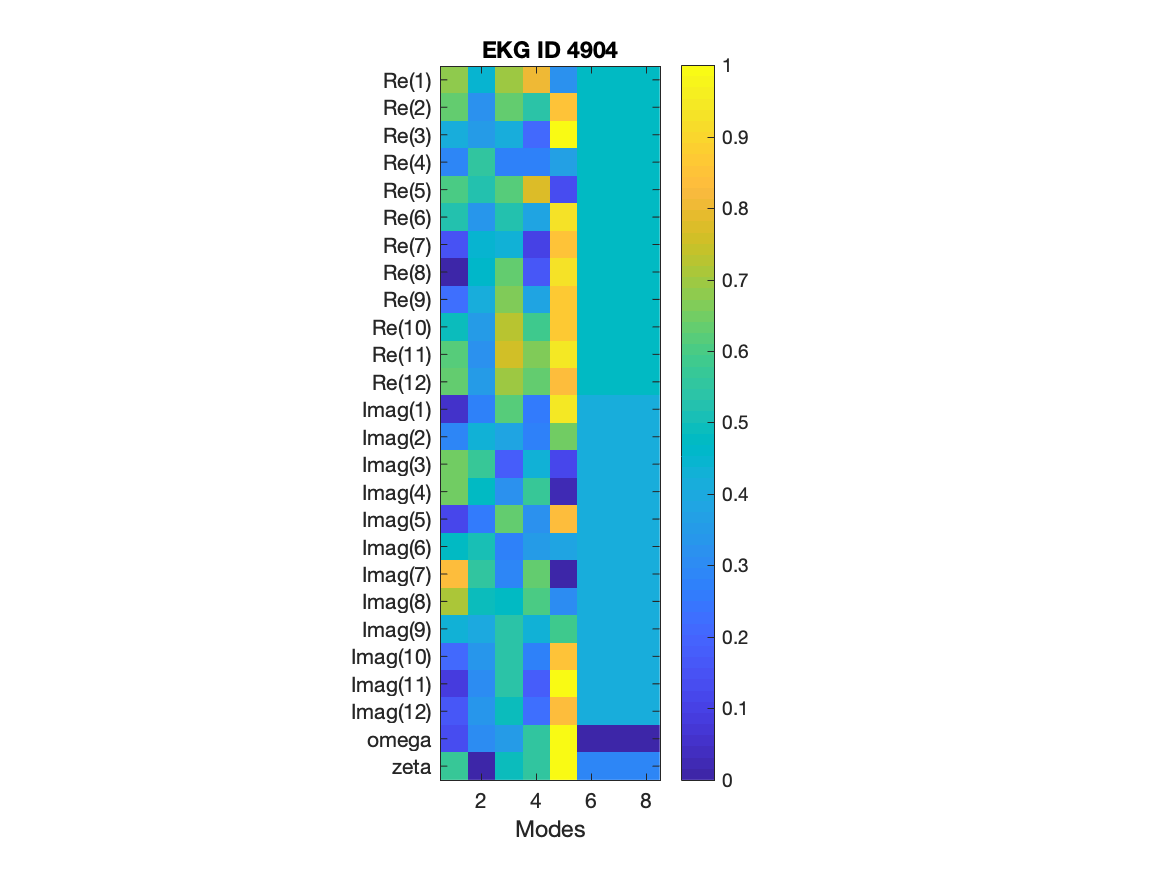 EKG ID 4904
Re(1)
Re(2)
Re(3)
Re(4)
Re(5)
Re(6)
Re(7)
Re(8)
Re(9)
Re(10)
Re(11)
Re(12)
Imag(1)
Imag(2)
Imag(3)
Imag(4)
Imag(5)
Imag(6)
Imag(7)
Imag(8)
Imag(9)
Imag(10)
Imag(11)
Imag(12)
omega
zeta
2 4 6 8
Modes
1
0.9
0.8
0.7
0.6
0.5
0.4
0.3
0.2
0.1
0